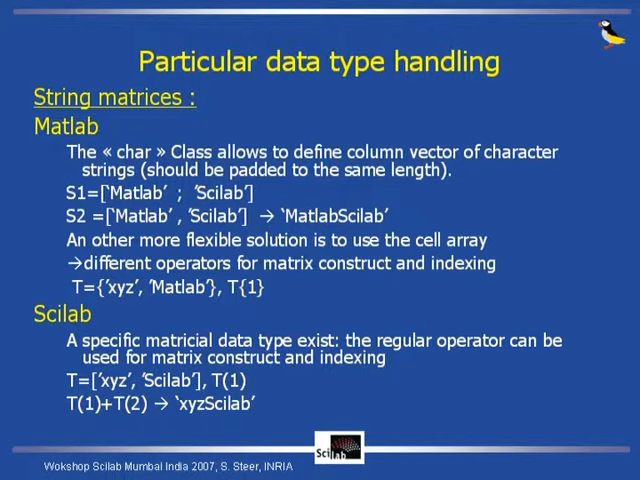 Particular data type handling
String matrices :
Matlab
The « char » Class allows to define column vector of character
strings (should be padded to the same length).
S1=[‘Matlab’ ; ’Scilab’]
S2 =[‘Matlab’ , ’Scilab’] → ‘MatlabScilab’
An other more flexible solution is to use the cell array
→different operators for matrix construct and indexing
T={’xyz’, ’Matlab’}, T{1}
Scilab
A specific matricial data type exist: the regular operator can be
used for matrix construct and indexing
T=[’xyz’, ’Scilab’], T(1)
T(1)+T(2) → ‘xyzScilab’
Scilab
Wokshop Scilab Mumbai India 2007, S. Steer, INRIA